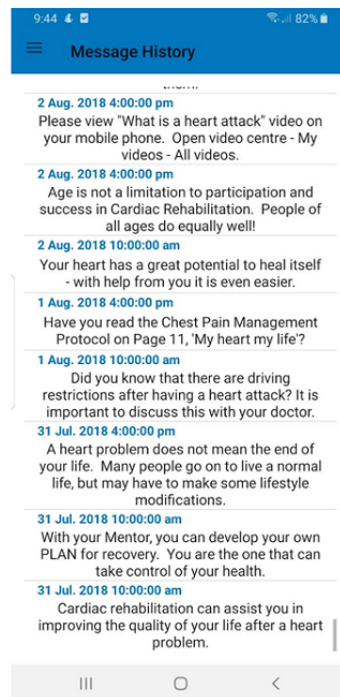 9:44 82%
Message History
2 Aug. 2018 4:00:00 pm
Please view "What is a heart attack" video on
your mobile phone.  Open video centre - My
videos - All videos.
2 Aug. 2018 4:00:00 pm
Age is not a limitation to participation and
success in Cardiac Rehabilitation.  People of
all ages do equally well!
2 Aug. 2018 10:00:00 am
Your heart has a great potential to heal itself
- with help from you it is even easier.
1 Aug. 2018 4:00:00 pm
Have you read the Chest Pain Management
Protocol on Page 11, 'My heart my life'?
1 Aug. 2018 10:00:00 am
Did you know that there are driving
restrictions after having a heart attack? It is
important to discuss this with your doctor.
31 Jul. 2018 4:00:00 pm
A heart problem does not mean the end of
your life.  Many people go on to live a normal
life, but may have to make some lifestyle
modifications.
31 Jul. 2018 10:00:00 am
With your Mentor, you can develop your own
PLAN for recovery.  You are the one that can
take control of your health.
31 Jul. 2018 10:00:00 am
Cardiac rehabilitation can assist you in
improving the quality of your life after a heart
problem.